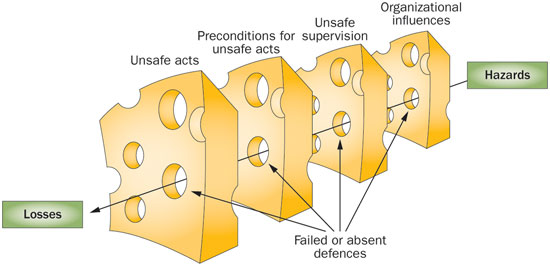 Organizational
influences
Unsafe
supervision
Preconditions for
unsafe acts
Unsafe acts
Hazards
Losses
Failed or absent
defences